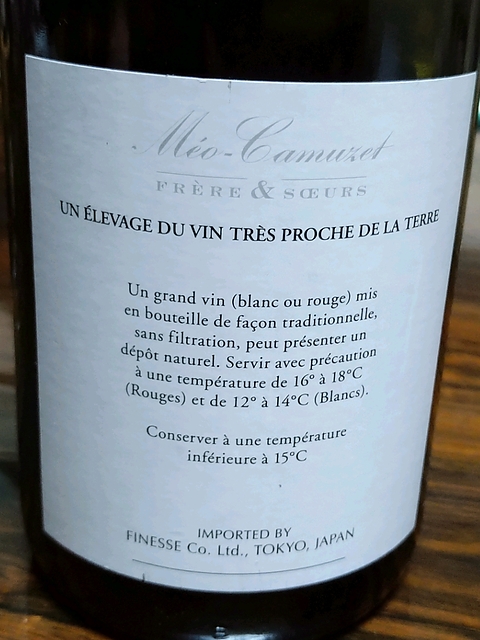 Méo-Camuzet
FRÈRE & SŒURS
UN ÉLEVAGE DU VIN TRÈS PROCHE DE LA TERRE
Un grand vin (blanc ou rouge) mis
en bouteille de façon traditionnelle,
sans filtration, peut présenter un
dépôt naturel. Servir avec précaution
à une température de 16° à 18°C
(Rouges) et de 12° à 14°C (Blancs).
Conserver à une température
inférieure à 15°C
IMPORTED BY
FINESSE Co. Ltd., TOKYO, JAPAN